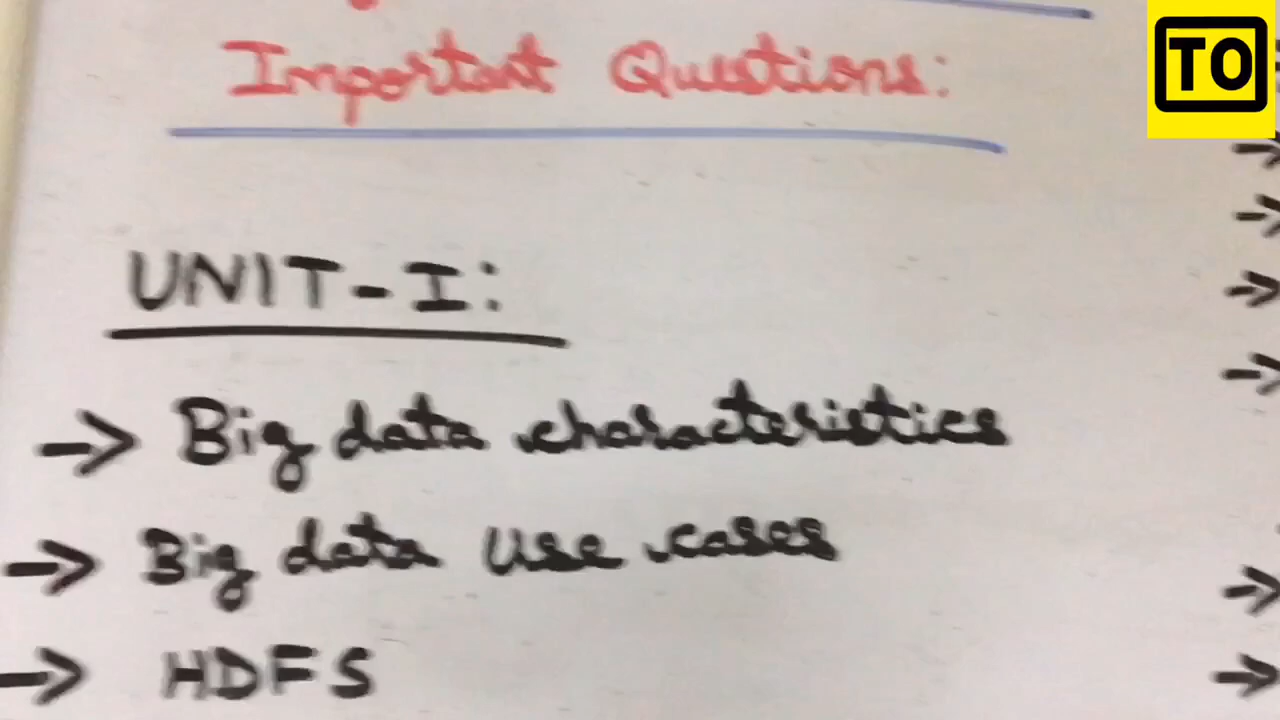 Important Questions:
TO
UNIT-I:
→ Big data characteristics
→ Big data Use cases
→ HDFS